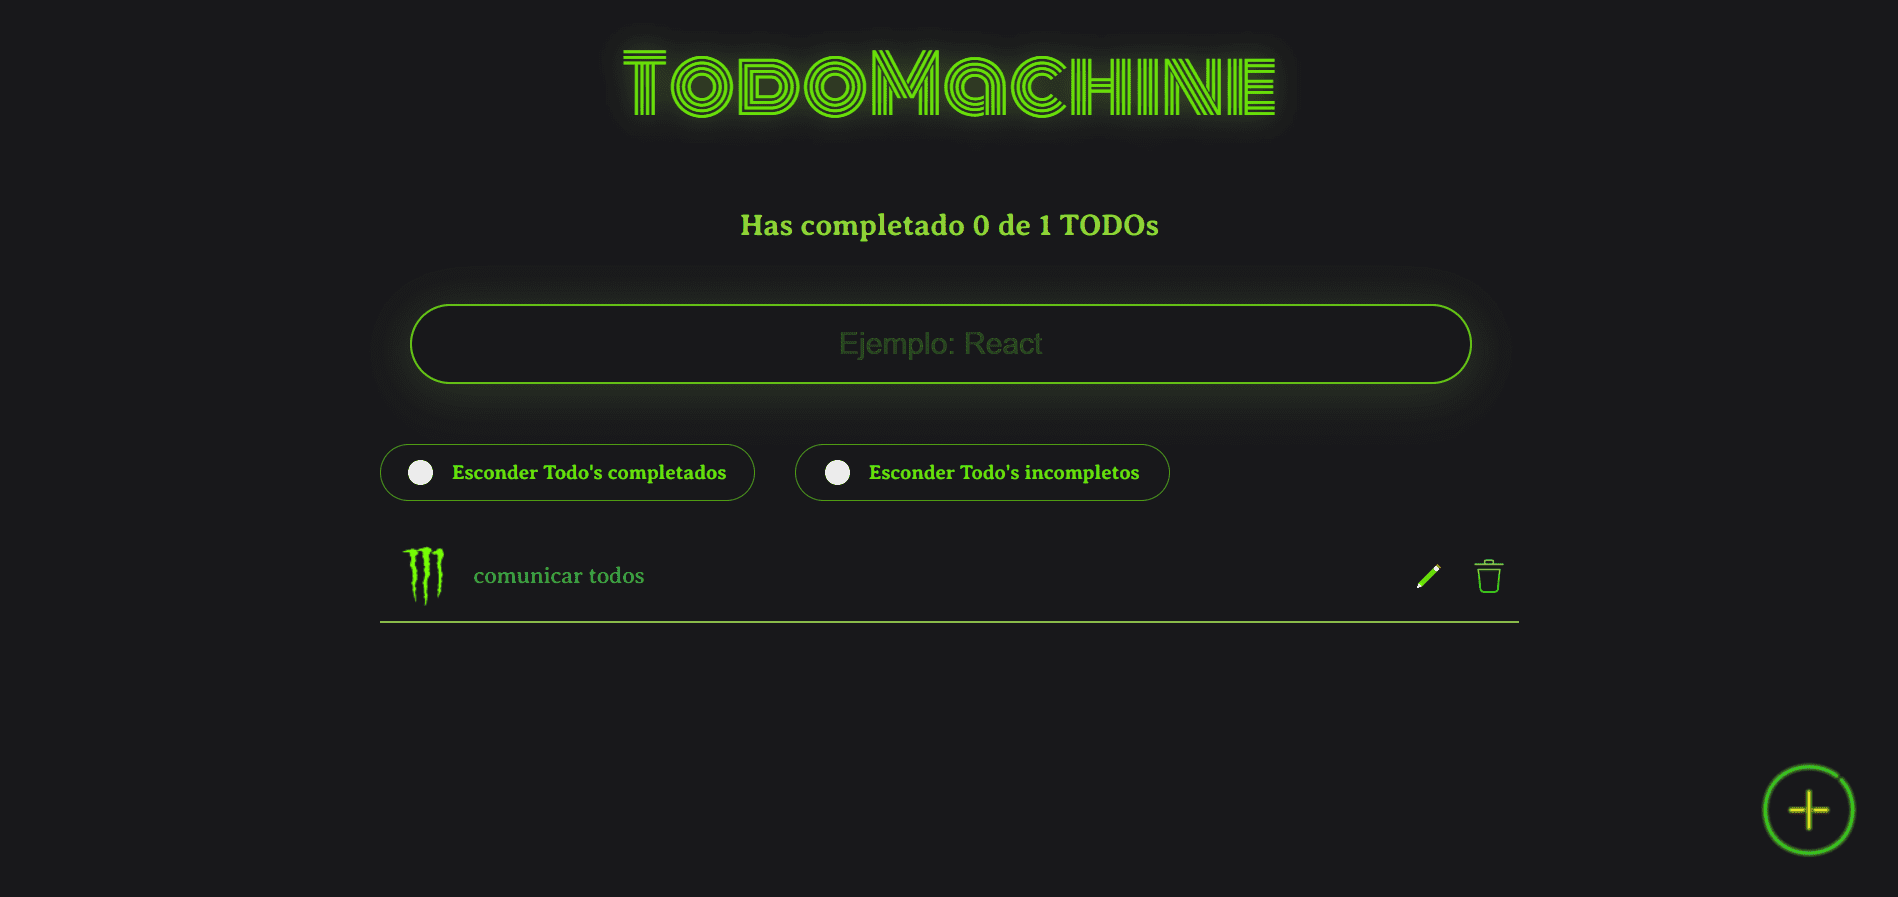 TodoMachine
Has completado 0 de 1 TODOs
Ejemplo: React
Esconder Todo's completados
Esconder Todo's incompletos
comunicar todos